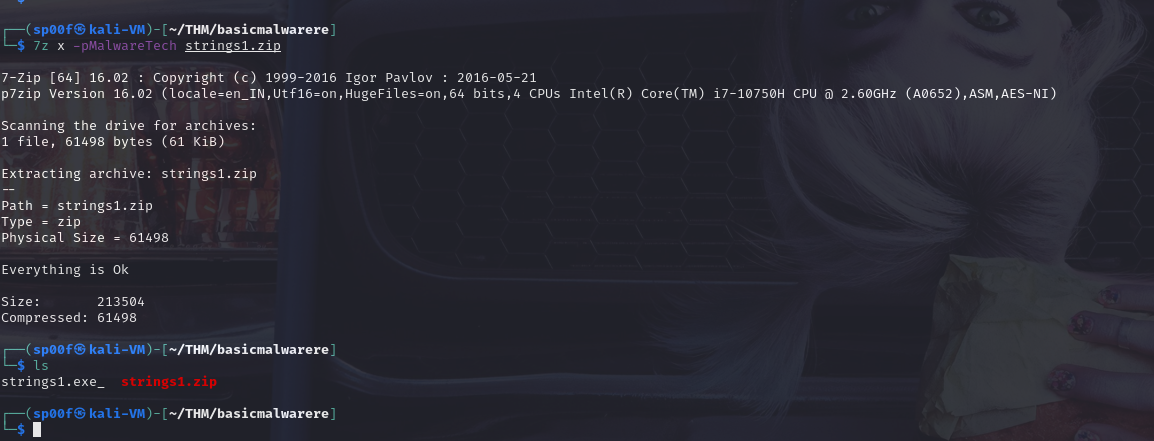 ┌──(sp00f㉿kali-VM)-[~/THM/basicmalwarere]
└─$ 7z x -pMalwareTech strings1.zip
7-Zip [64] 16.02 : Copyright (c) 1999-2016 Igor Pavlov : 2016-05-21
p7zip Version 16.02 (locale=en_IN,Utf16=on,HugeFiles=on,64 bits,4 CPUs Intel(R) Core(TM) i7-10750H CPU @ 2.60GHz (A0652),ASM,AES-NI)
Scanning the drive for archives:
1 file, 61498 bytes (61 KiB)
Extracting archive: strings1.zip
--
Path = strings1.zip
Type = zip
Physical Size = 61498
Everything is Ok
Size:       213504
Compressed: 61498
┌──(sp00f㉿kali-VM)-[~/THM/basicmalwarere]
└─$ ls
strings1.exe_  strings1.zip
┌──(sp00f㉿kali-VM)-[~/THM/basicmalwarere]
└─$